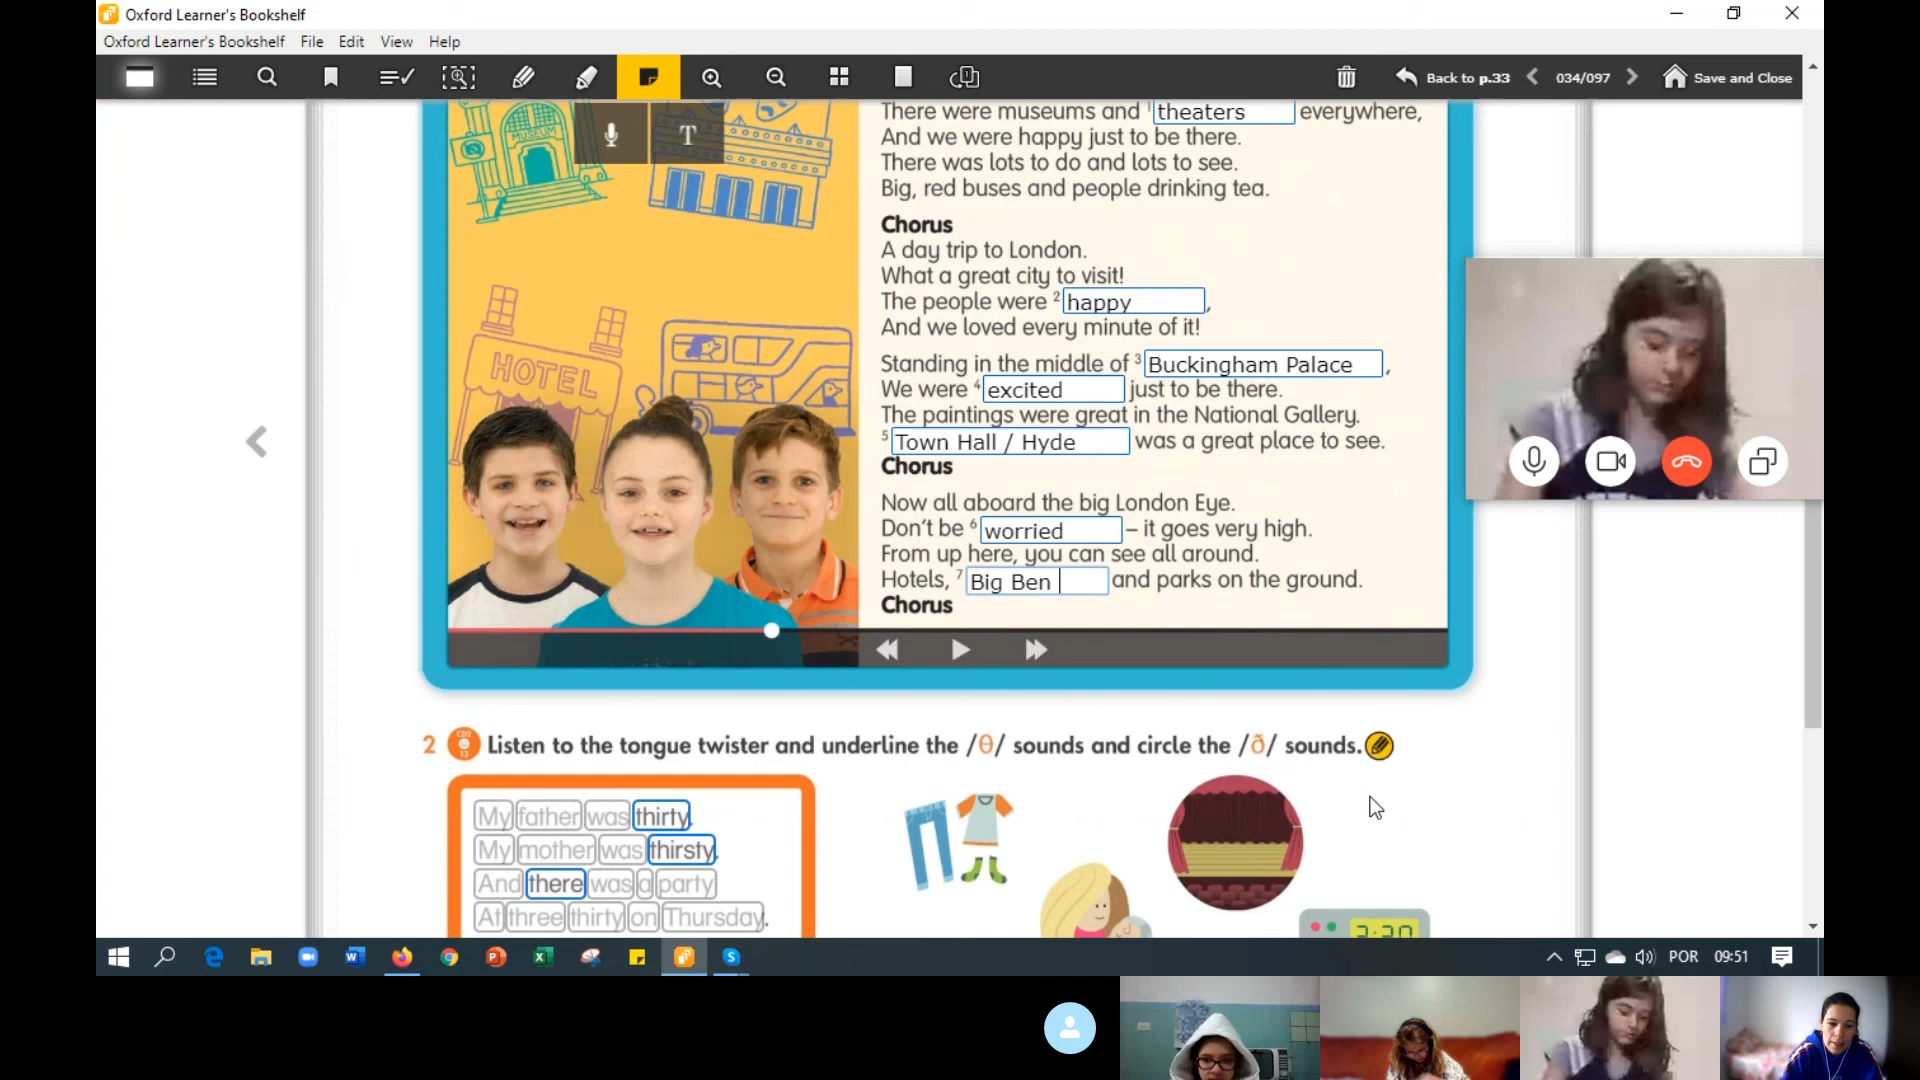 Oxford Learner's Bookshelf
Oxford Learner's Bookshelf File Edit View Help
Back to p.33 034/097 Save and Close
T
MUSEUM
HOTEL
There were museums and 1 theaters everywhere,
And we were happy just to be there.
There was lots to do and lots to see.
Big, red buses and people drinking tea.
Chorus
A day trip to London.
What a great city to visit!
The people were 2 happy,
And we loved every minute of it!
Standing in the middle of 3 Buckingham Palace,
We were 4 excited just to be there.
The paintings were great in the National Gallery.
5 Town Hall / Hyde was a great place to see.
Chorus
Now all aboard the big London Eye.
Don't be 6 worried – it goes very high.
From up here, you can see all around.
Hotels, 7 Big Ben and parks on the ground.
Chorus
2 Listen to the tongue twister and underline the /θ/ sounds and circle the /ð/ sounds.
My father was thirty.
My mother was thirsty.
And there was a party
At three thirty on Thursday.
3:30
POR 09:51